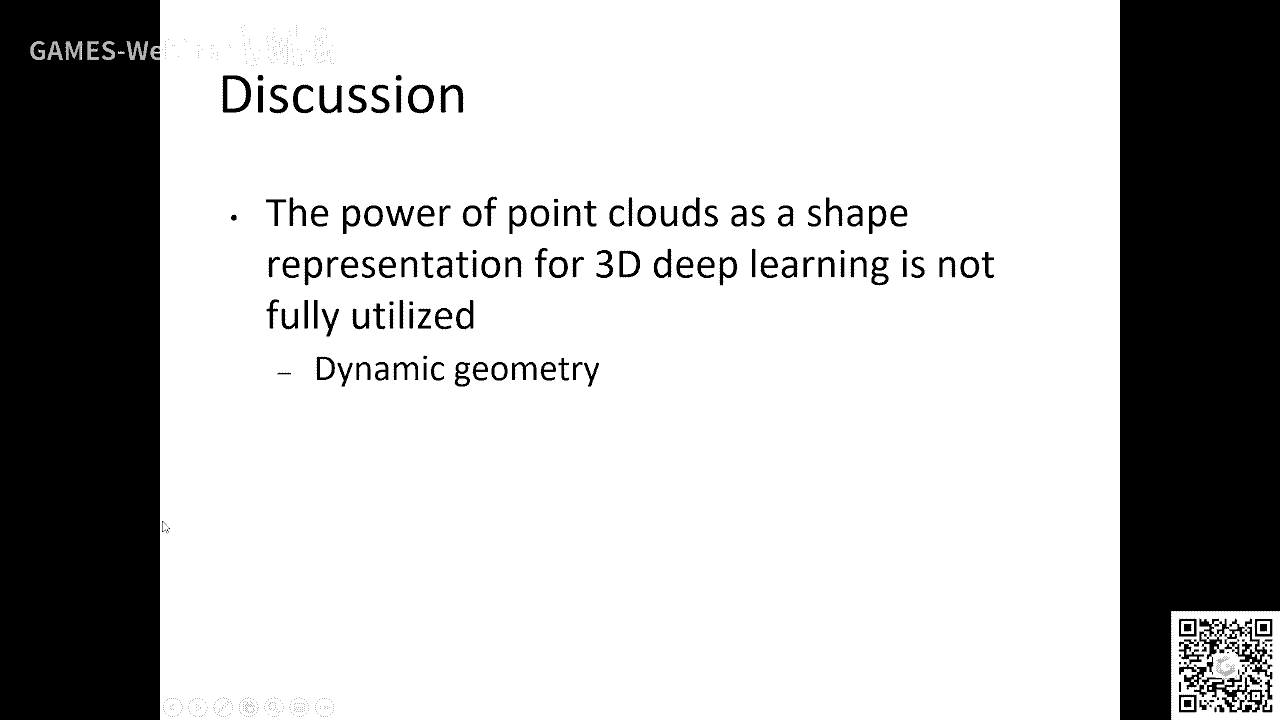 GAMES-We
Discussion
• The power of point clouds as a shape
representation for 3D deep learning is not
fully utilized
– Dynamic geometry